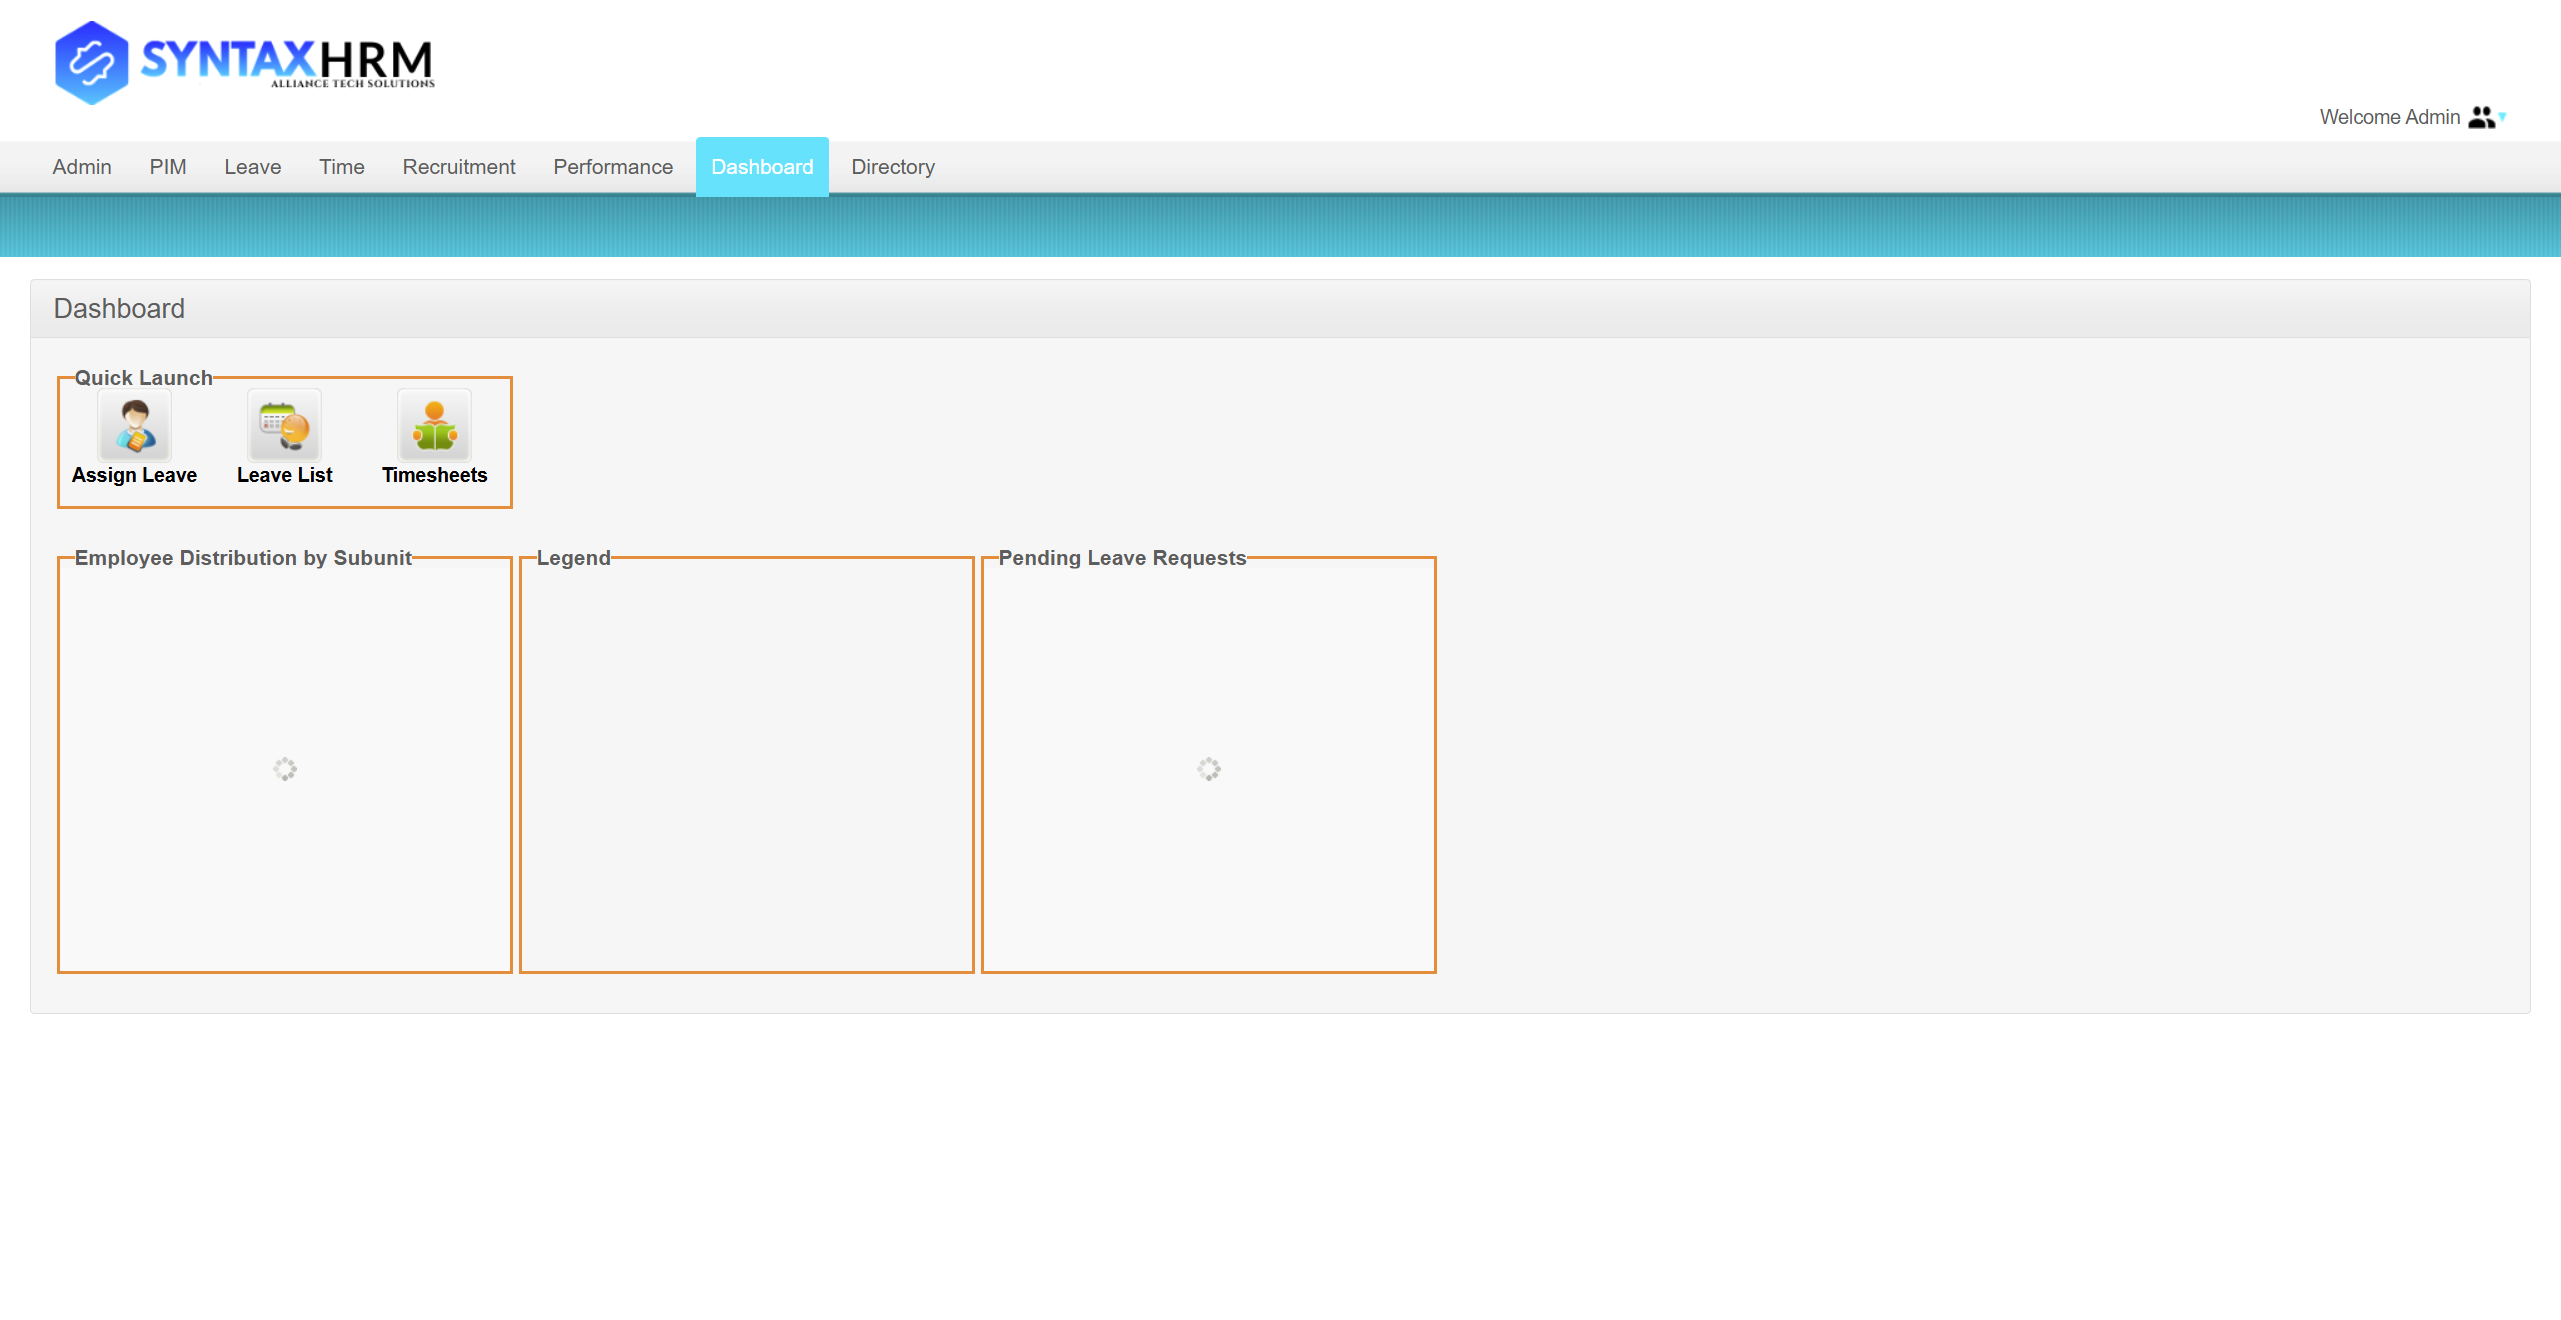 SYNTAXHRM
ALLIANCE TECH SOLUTIONS
Welcome Admin
Admin PIM Leave Time Recruitment Performance Dashboard Directory
Dashboard
Quick Launch
Assign Leave Leave List Timesheets
Employee Distribution by Subunit Legend Pending Leave Requests